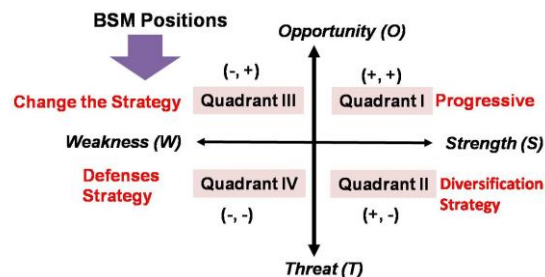 BSM Positions
Opportunity (O)
(-, +)
(+, +)
Change the Strategy
Quadrant III
Quadrant I
Progressive
Weakness (W)
Strength (S)
Defenses
Strategy
Quadrant IV
Quadrant II
Diversification
Strategy
(-, -)
(+, -)
Threat (T)